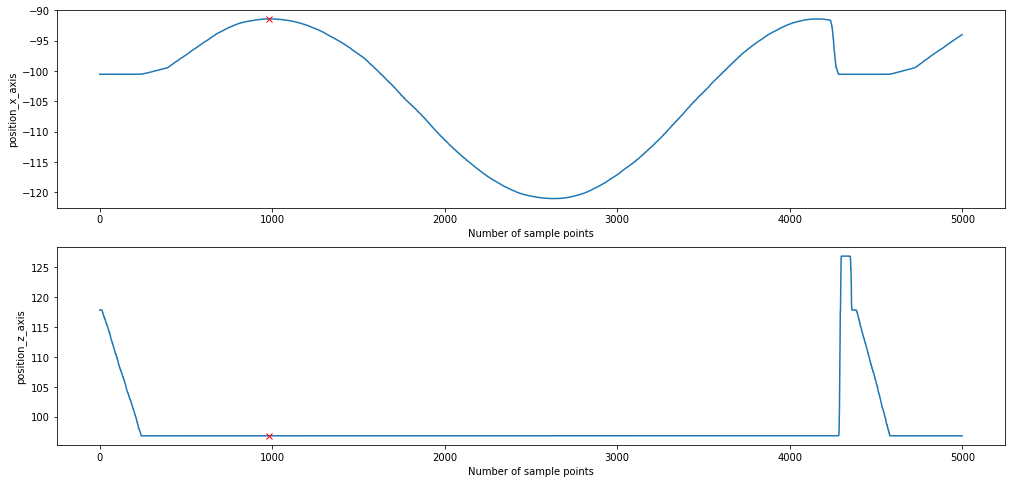 −90
−95
−100
−105
−110
−115
−120
position_x_axis
0 1000 2000 3000 4000 5000
Number of sample points
125
120
115
110
105
100
position_z_axis
0 1000 2000 3000 4000 5000
Number of sample points